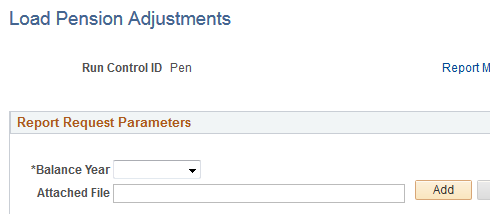 Load Pension Adjustments
Run Control ID Pen Report M
Report Request Parameters
*Balance Year
Attached File Add